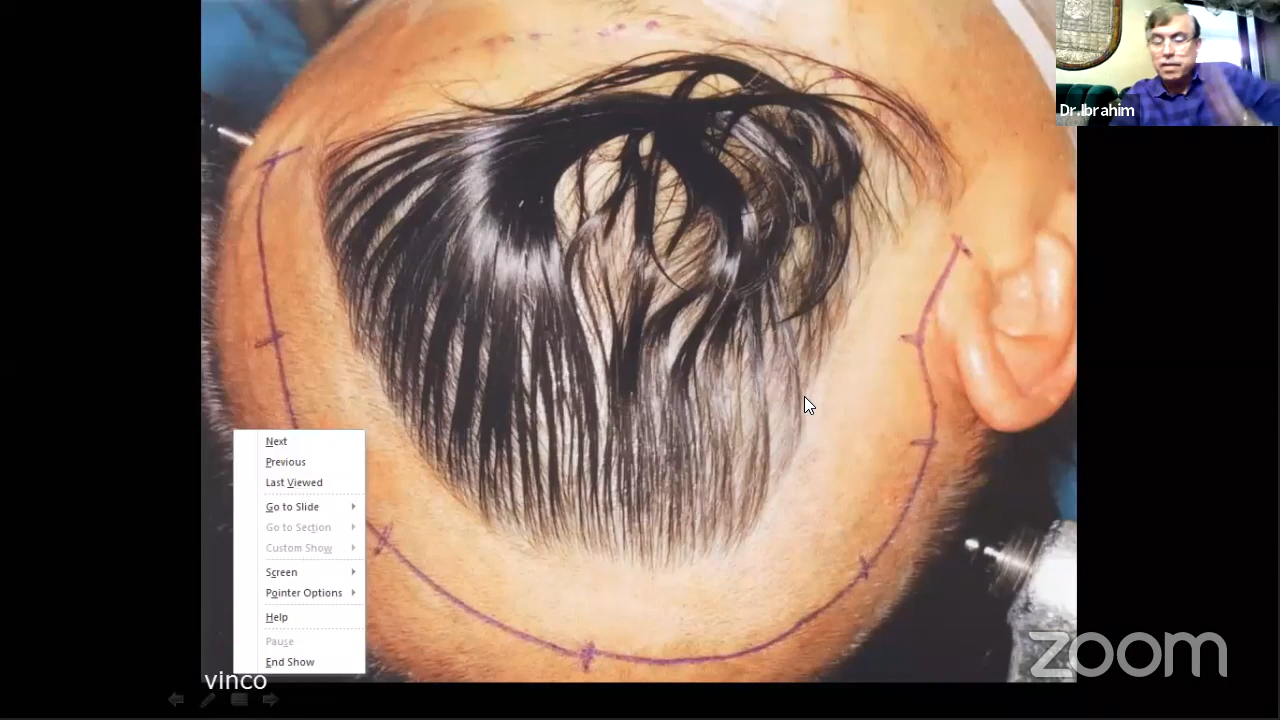 Dr.Ibrahim
Next
Previous
Last Viewed
Go to Slide
Go to Section
Custom Show
Screen
Pointer Options
Help
Pause
End Show
vinco
zoom